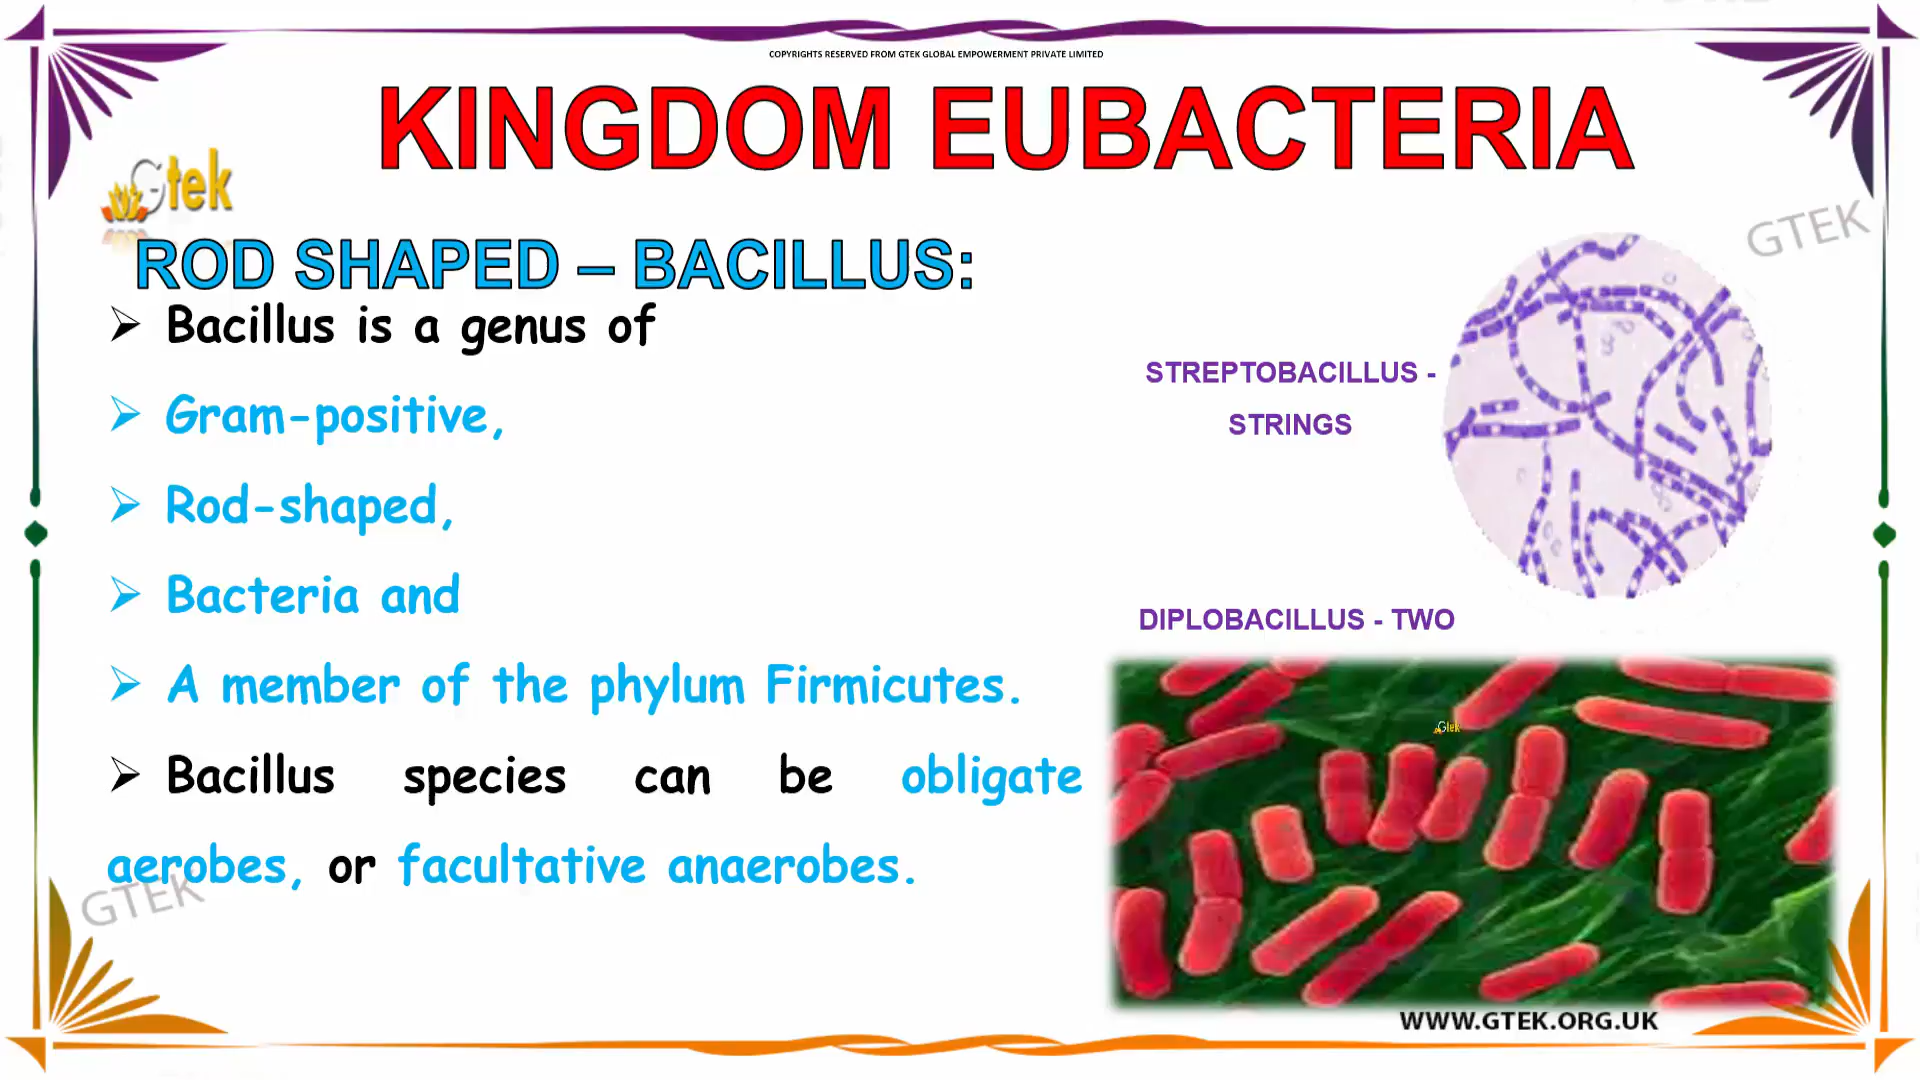 COPYRIGHTS RESERVED FROM GTEK GLOBAL EMPOWERMENT PRIVATE LIMITED
KINGDOM EUBACTERIA
Gtek
GTEK
ROD SHAPED – BACILLUS:
➢ Bacillus is a genus of
➢ Gram-positive,
➢ Rod-shaped,
➢ Bacteria and
➢ A member of the phylum Firmicutes.
➢ Bacillus species can be obligate
aerobes, or facultative anaerobes.
GTEK
STREPTOBACILLUS -
STRINGS
DIPLOBACILLUS - TWO
Gtek
WWW.GTEK.ORG.UK